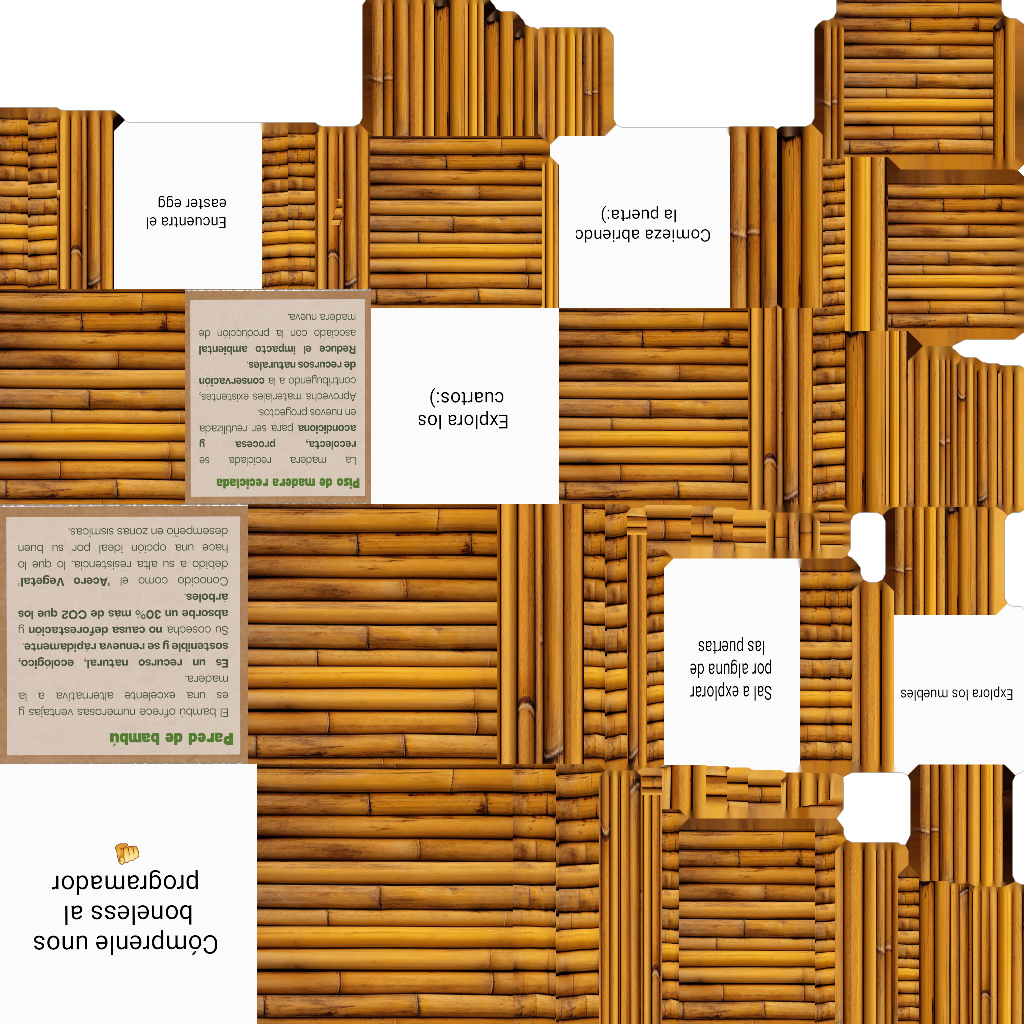 Encuentra el
easter egg
Comieza abriendo
la puerta:)
Piso de madera reciclada
La madera reciclada se
recolecta, procesa y
acondiciona para ser reutilizada
en nuevos proyectos.
Aprovecha materiales existentes,
contribuyendo a la conservación
de recursos naturales.
Reduce el impacto ambiental
asociado con la producción de
madera nueva.
Explora los
cuartos:)
Pared de bambú
El bambú ofrece numerosas ventajas y
es una excelente alternativa a la
madera.
Es un recurso natural, ecológico,
sostenible y se renueva rápidamente.
Su cosecha no causa deforestación y
absorbe un 30% más de CO2 que los
árboles.
Conocido como el 'Acero Vegetal'
debido a su alta resistencia, lo que lo
hace una opción ideal por su buen
desempeño en zonas sísmicas.
Sal a explorar
por alguna de
las puertas
Explora los muebles
Cómprenle unos
boneless al
programador